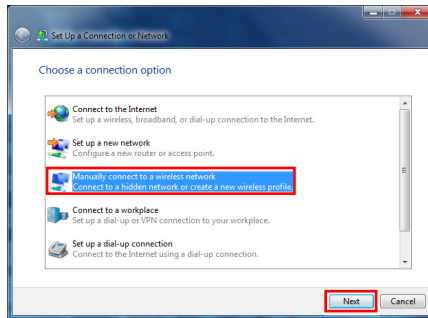 Set Up a Connection or Network
Choose a connection option
Connect to the Internet
Set up a wireless, broadband, or dial-up connection to the Internet.
Set up a new network
Configure a new router or access point.
Manually connect to a wireless network
Connect to a hidden network or create a new wireless profile.
Connect to a workplace
Set up a dial-up or VPN connection to your workplace.
Set up a dial-up connection
Connect to the Internet using a dial-up connection.
Next
Cancel